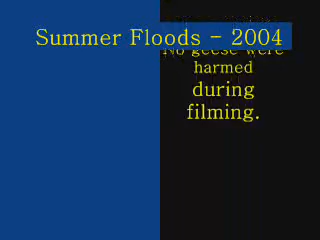 Summer Floods - 2004
No geese were
harmed
during
filming.